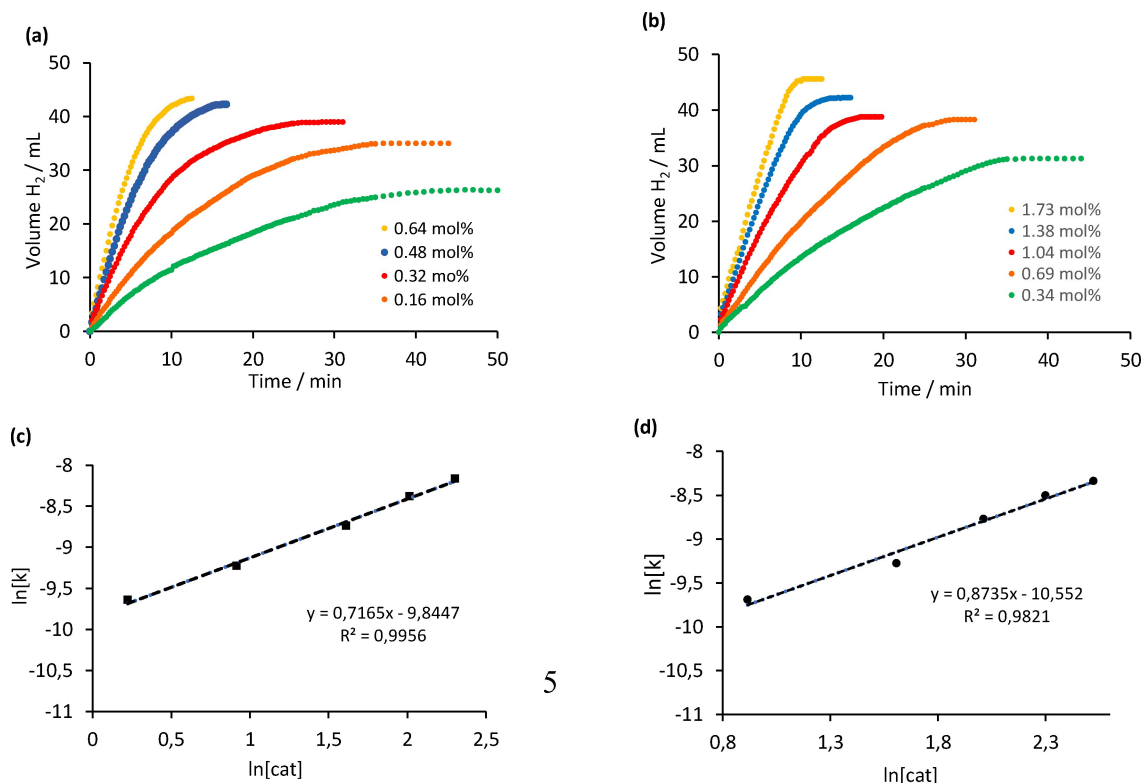 (a)
50
40
30
20
10
0
Volume H2 / mL
0.64 mol%
0.48 mol%
0.32 mo%
0.16 mol%
0 10 20 30 40 50
Time / min
(b)
50
40
30
20
10
0
Volume H2 / mL
1.73 mol%
1.38 mol%
1.04 mol%
0.69 mol%
0.34 mol%
0 10 20 30 40 50
Time / min
(c)
-8
-8,5
-9
-9,5
-10
-10,5
-11
ln[k]
y = 0,7165x - 9,8447
R² = 0,9956
0 0,5 1 1,5 2 2,5
ln[cat]
5
(d)
-8
-8,5
-9
-9,5
-10
-10,5
-11
ln[k]
y = 0,8735x - 10,552
R² = 0,9821
0,8 1,3 1,8 2,3
ln[cat]